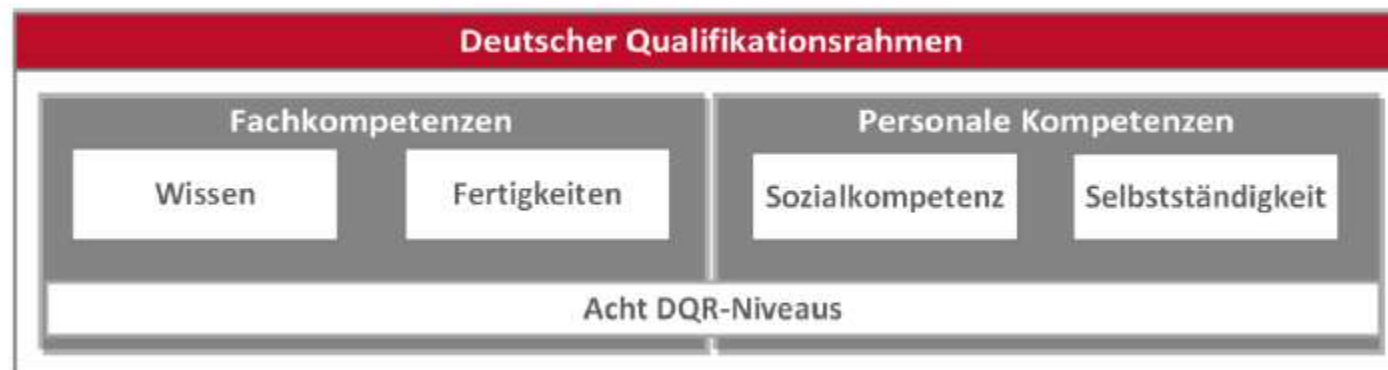 Deutscher Qualifikationsrahmen
Fachkompetenzen
Wissen
Fertigkeiten
Personale Kompetenzen
Sozialkompetenz
Selbstständigkeit
Acht DQR-Niveaus